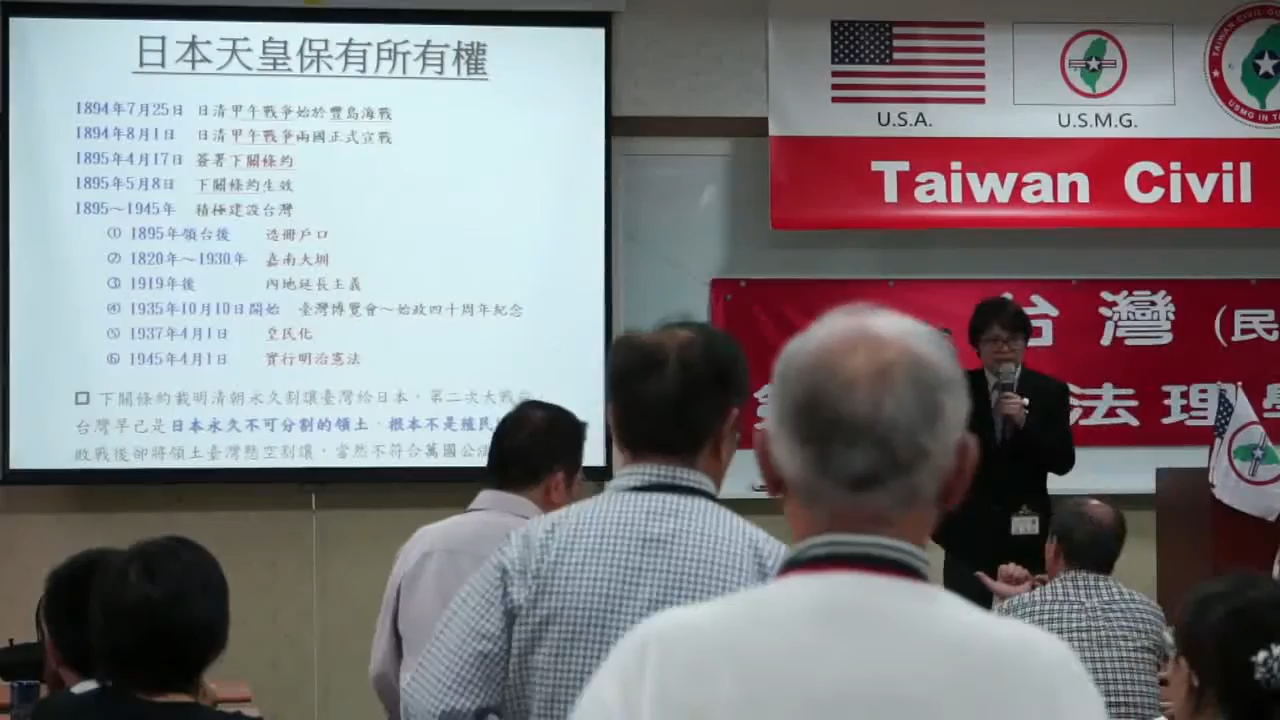 日本天皇保有所有權
1894年7月25日 日清甲午戰爭始於豐島海戰
1894年8月1日 日清甲午戰爭兩國正式宣戰
1895年4月17日 簽署下關條約
1895年5月8日 下關條約生效
1895～1945年 積極建設台灣
① 1895年領台後 造冊戶口
② 1820年～1930年 嘉南大圳
③ 1919年後 內地延長主義
④ 1935年10月10日開始 臺灣博覽會～始政四十周年紀念
⑤ 1937年4月1日 皇民化
⑥ 1945年4月1日 實行明治憲法
下關條約載明清朝永久割讓臺灣給日本，第二次大戰
台灣早已是日本永久不可分割的領土，根本不是殖民
敗戰後卻將領土臺灣懸空割讓，當然不符合萬國公法
U.S.A.
U.S.M.G.
TAIWAN CIVIL GO
USMG IN T
Taiwan Civil
台灣（民
法理學